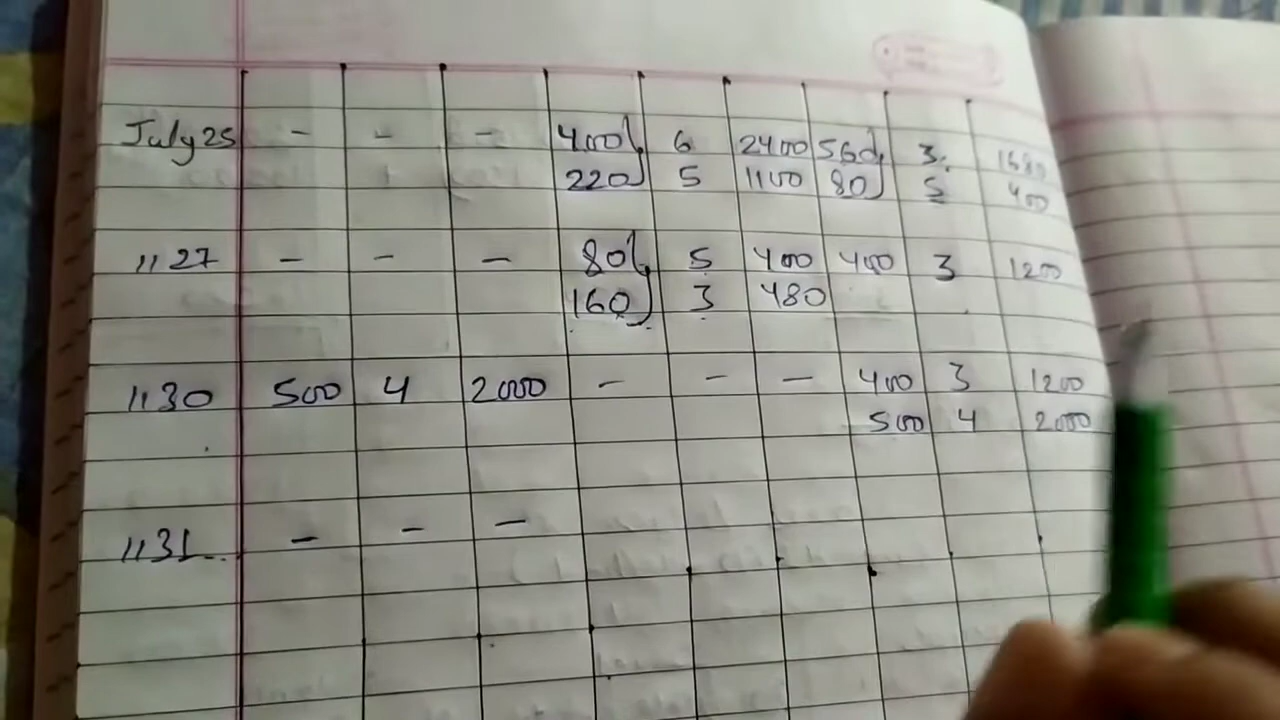 July 25 - - - 400 6 2400 560 3 1680
220 5 1100 80 5 400
" 27 - - - 80 5 400 400 3 1200
160 3 480
" 30 500 4 2000 - - - 400 3 1200
500 4 2000
" 31 - - -